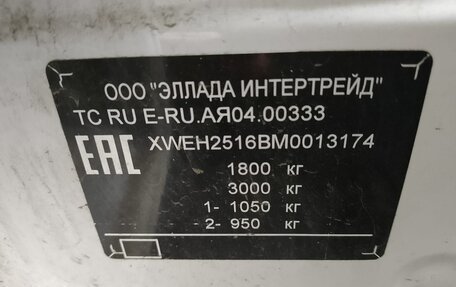 ООО "ЭЛЛАДА ИНТЕРТРЕЙД"
ТС RU E-RU.АЯ04.00333
EAC XWEH2516BM0013174
1800 кг
3000 кг
1- 1050 кг
2- 950 кг